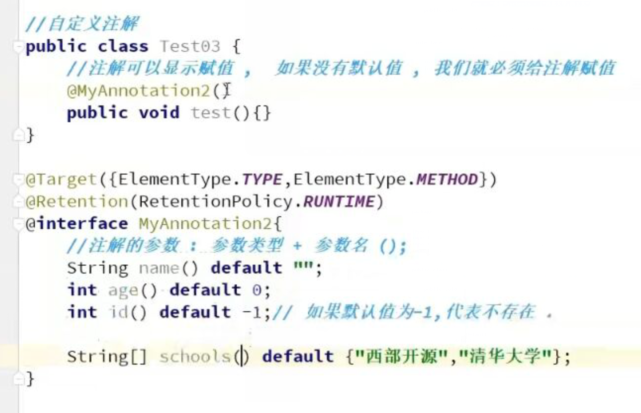 //自定义注解
public class Test03 {
    //注解可以显示赋值 ， 如果没有默认值 ，我们就必须给注解赋值
    @MyAnnotation2()
    public void test(){}
}
@Target({ElementType.TYPE,ElementType.METHOD})
@Retention(RetentionPolicy.RUNTIME)
@interface MyAnnotation2{
    //注解的参数 : 参数类型 + 参数名 ();
    String name() default "";
    int age() default 0;
    int id() default -1;// 如果默认值为-1,代表不存在 。
    String[] schools() default {"西部开源","清华大学"};
}